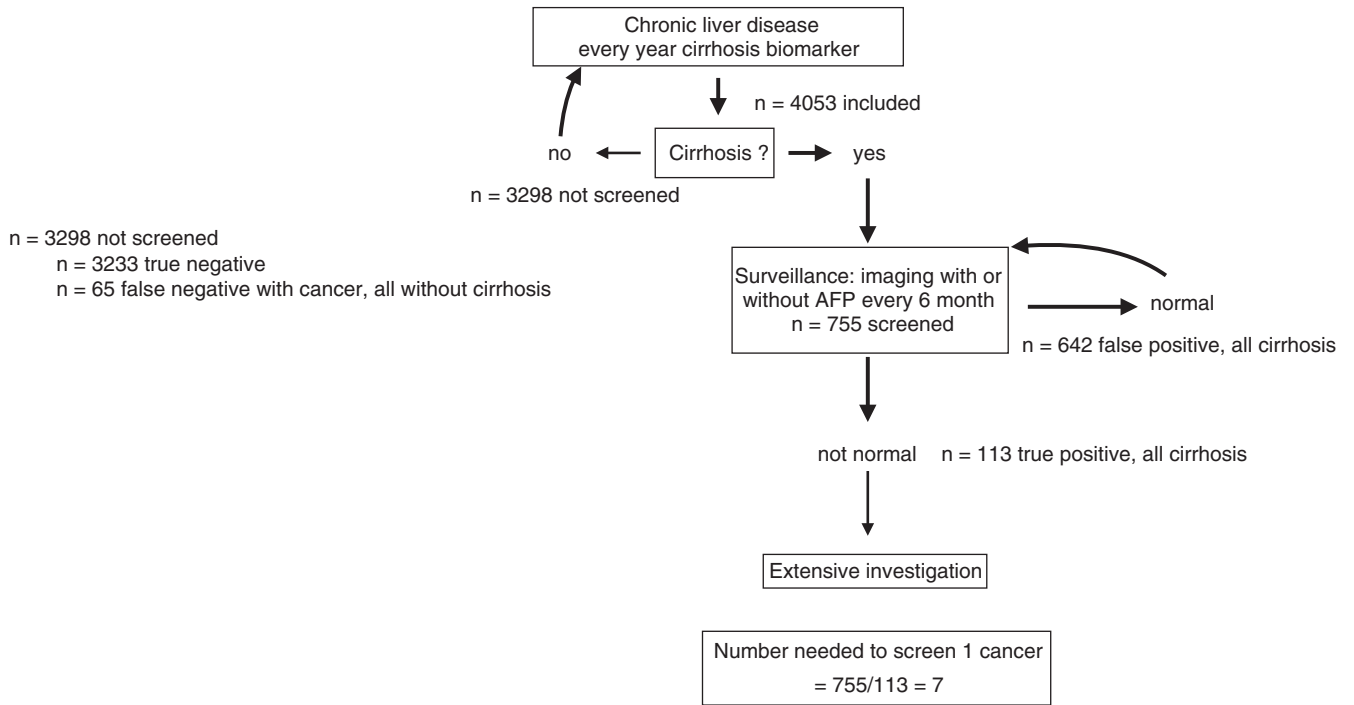 Chronic liver disease
every year cirrhosis biomarker
n = 4053 included
no
Cirrhosis ?
yes
n = 3298 not screened
n = 3298 not screened
n = 3233 true negative
n = 65 false negative with cancer, all without cirrhosis
Surveillance: imaging with or
without AFP every 6 month
n = 755 screened
normal
n = 642 false positive, all cirrhosis
not normal
n = 113 true positive, all cirrhosis
Extensive investigation
Number needed to screen 1 cancer
= 755/113 = 7